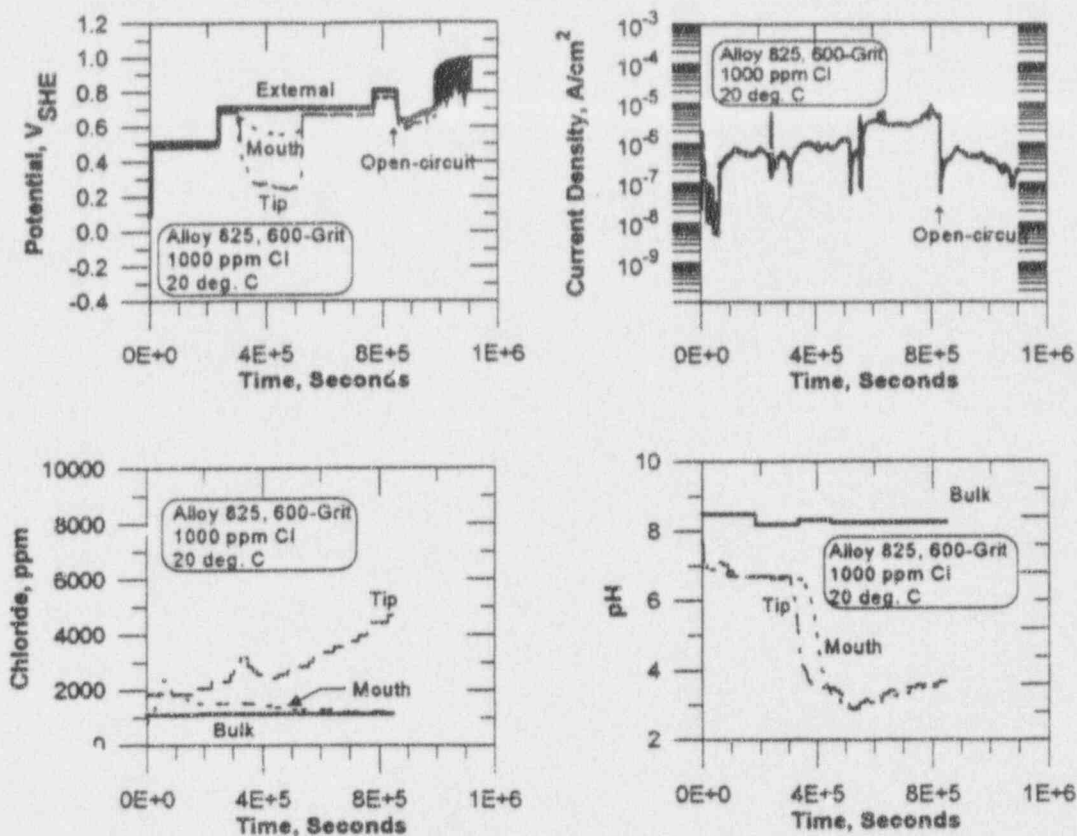 Potential, V_SHE
1.2
1.0
0.8
0.6
0.4
0.2
0.0
-0.2
-0.4
External
Mouth
Tip
Open-circuit
Alloy 825, 600-Grit
1000 ppm Cl
20 deg. C
0E+0 4E+5 8E+5 1E+6
Time, Seconds
Current Density, A/cm²
10⁻³
10⁻⁴
10⁻⁵
10⁻⁶
10⁻⁷
10⁻⁸
10⁻⁹
Alloy 825, 600-Grit
1000 ppm Cl
20 deg. C
Open-circuit
0E+0 4E+5 8E+5 1E+6
Time, Seconds
Chloride, ppm
10000
8000
6000
4000
2000
0
Alloy 825, 600-Grit
1000 ppm Cl
20 deg. C
Tip
Mouth
Bulk
0E+0 4E+5 8E+5 1E+6
Time, Seconds
pH
10
8
6
4
2
Bulk
Alloy 825, 600-Grit
1000 ppm Cl
20 deg. C
Tip
Mouth
0E+0 4E+5 8E+5 1E+6
Time, Seconds